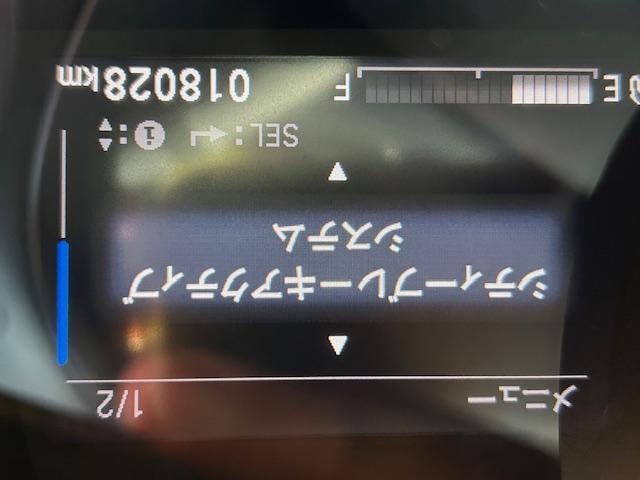 メニュー 1/2
シティーブレーキアクティブ
システム
SEL:↵ i:
E F 018028km